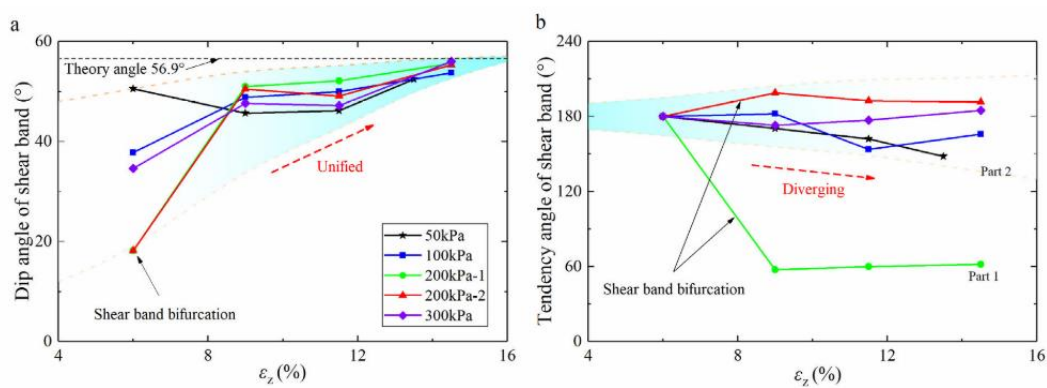 a
60
40
20
0
Dip angle of shear band (°)
Theory angle 56.9°
Unified
Shear band bifurcation
50kPa
100kPa
200kPa-1
200kPa-2
300kPa
4 8 12 16
εz (%)
b
240
180
120
60
0
Tendency angle of shear band (°)
Part 2
Diverging
Shear band bifurcation
Part 1
4 8 12 16
εz (%)